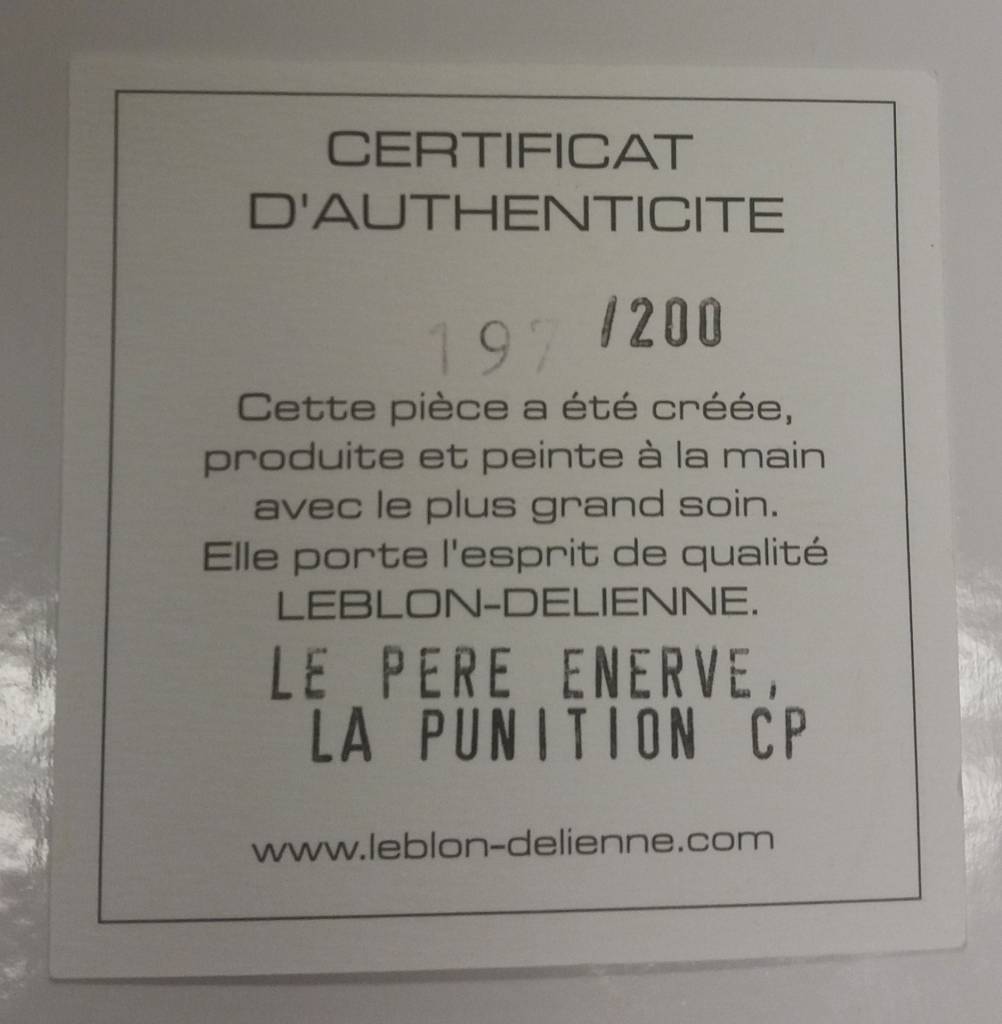 CERTIFICAT
D'AUTHENTICITE
197 /200
Cette pièce a été créée,
produite et peinte à la main
avec le plus grand soin.
Elle porte l'esprit de qualité
LEBLON-DELIENNE.
LE PERE ENERVE,
LA PUNITION CP
www.leblon-delienne.com